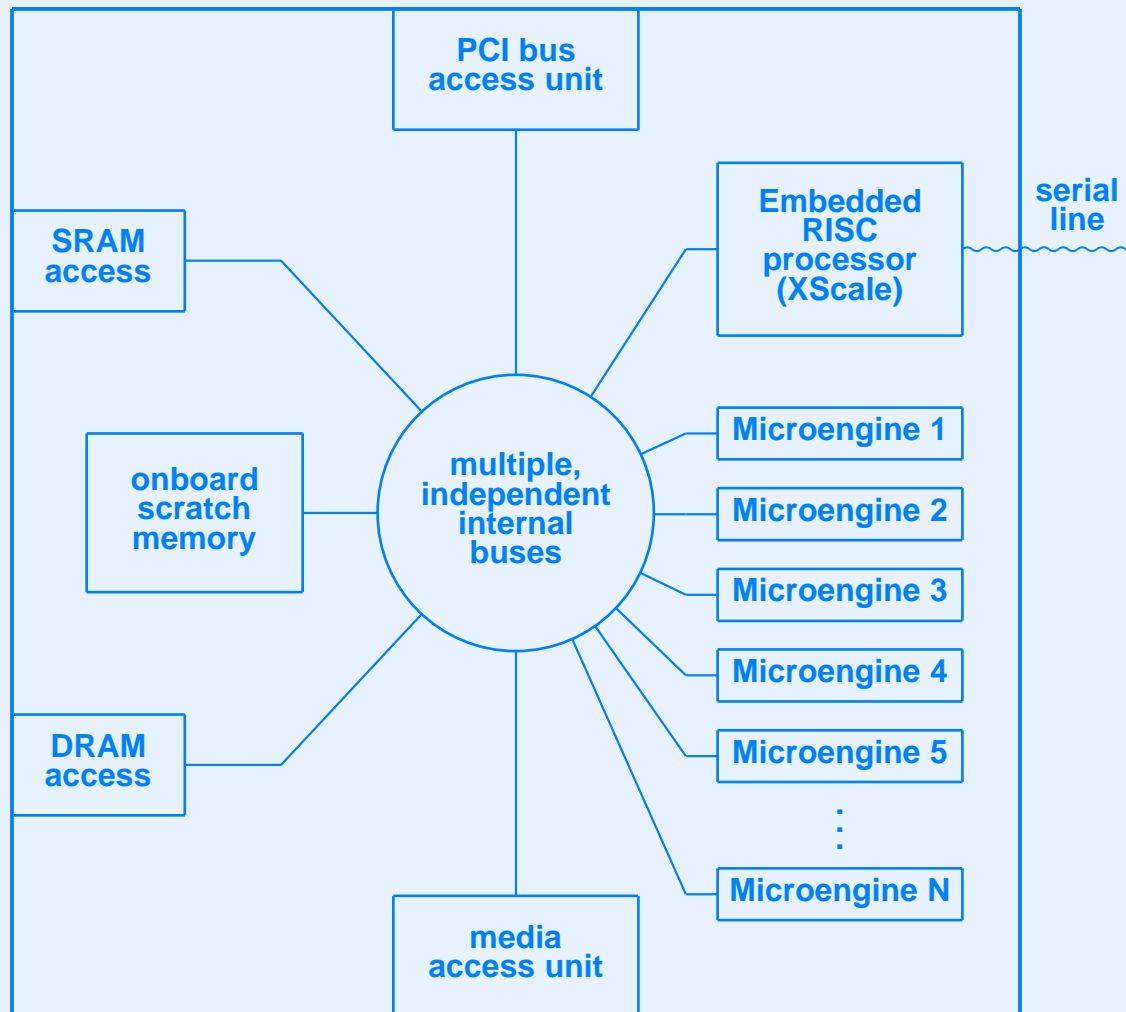 PCI bus
access unit
SRAM
access
Embedded
RISC
processor
(XScale)
serial
line
onboard
scratch
memory
multiple,
independent
internal
buses
Microengine 1
Microengine 2
Microengine 3
Microengine 4
Microengine 5
.
.
.
Microengine N
DRAM
access
media
access unit